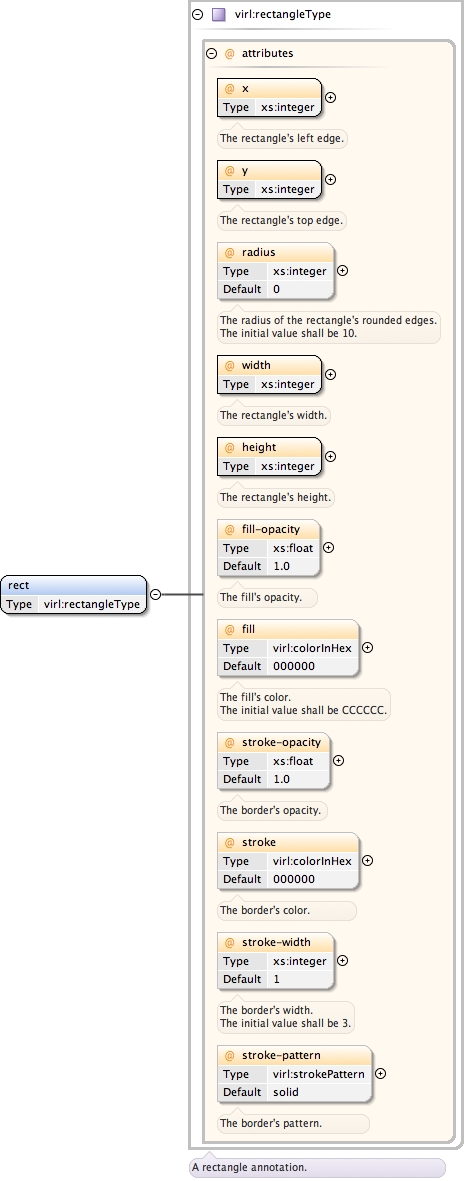 virl:rectangleType
@ attributes
@ x
Type xs:integer
The rectangle's left edge.
@ y
Type xs:integer
The rectangle's top edge.
@ radius
Type xs:integer
Default 0
The radius of the rectangle's rounded edges.
The initial value shall be 10.
@ width
Type xs:integer
The rectangle's width.
@ height
Type xs:integer
The rectangle's height.
@ fill-opacity
Type xs:float
Default 1.0
The fill's opacity.
rect
Type virl:rectangleType
@ fill
Type virl:colorInHex
Default 000000
The fill's color.
The initial value shall be CCCCCC.
@ stroke-opacity
Type xs:float
Default 1.0
The border's opacity.
@ stroke
Type virl:colorInHex
Default 000000
The border's color.
@ stroke-width
Type xs:integer
Default 1
The border's width.
The initial value shall be 3.
@ stroke-pattern
Type virl:strokePattern
Default solid
The border's pattern.
A rectangle annotation.